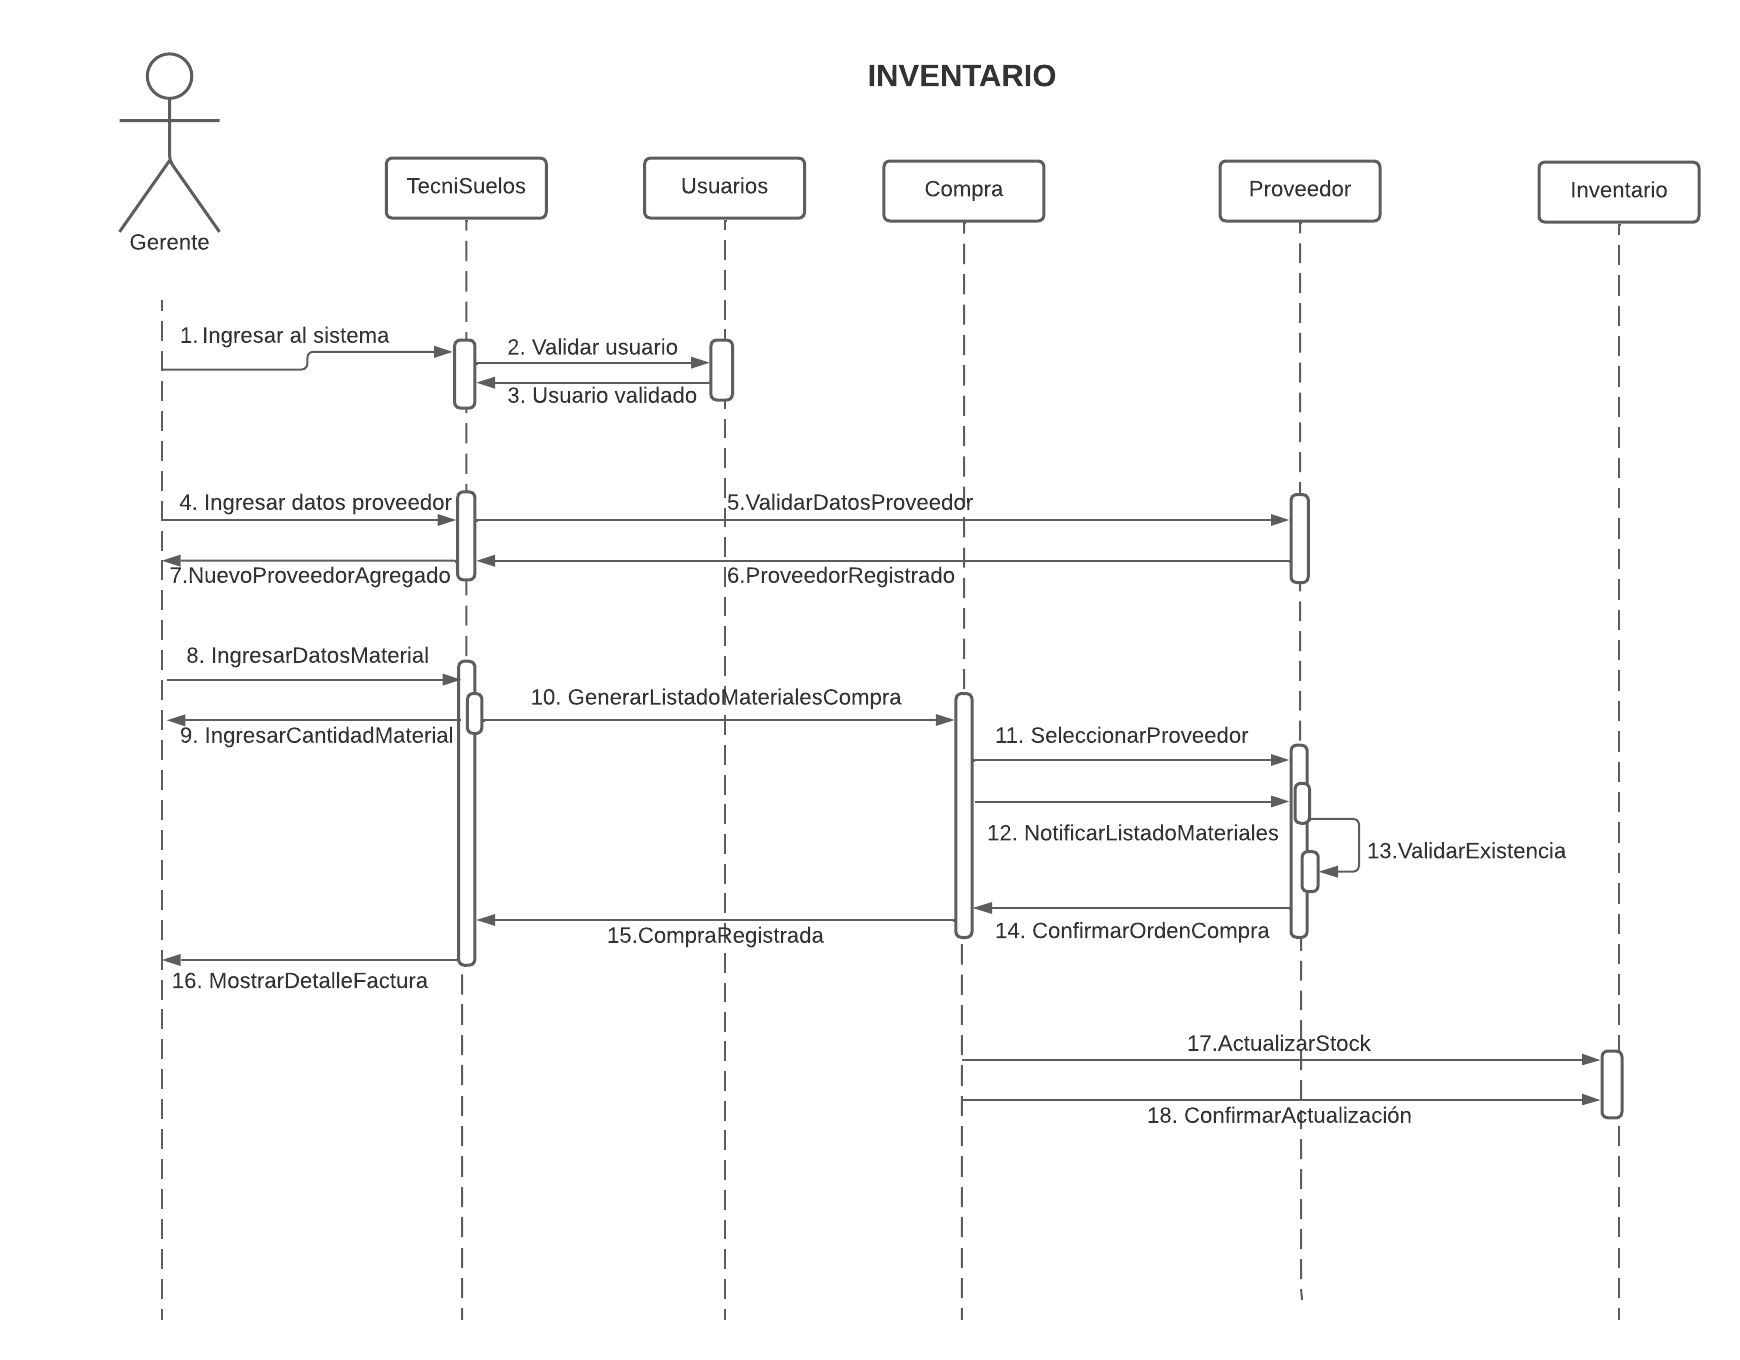 INVENTARIO
TecniSuelos
Usuarios
Compra
Proveedor
Inventario
Gerente
1. Ingresar al sistema
2. Validar usuario
3. Usuario validado
4. Ingresar datos proveedor
5.ValidarDatosProveedor
7.NuevoProveedorAgregado
6.ProveedorRegistrado
8. IngresarDatosMaterial
10. GenerarListadoMaterialesCompra
9. IngresarCantidadMaterial
11. SeleccionarProveedor
12. NotificarListadoMateriales
13.ValidarExistencia
14. ConfirmarOrdenCompra
15.CompraRegistrada
16. MostrarDetalleFactura
17.ActualizarStock
18. ConfirmarActualización